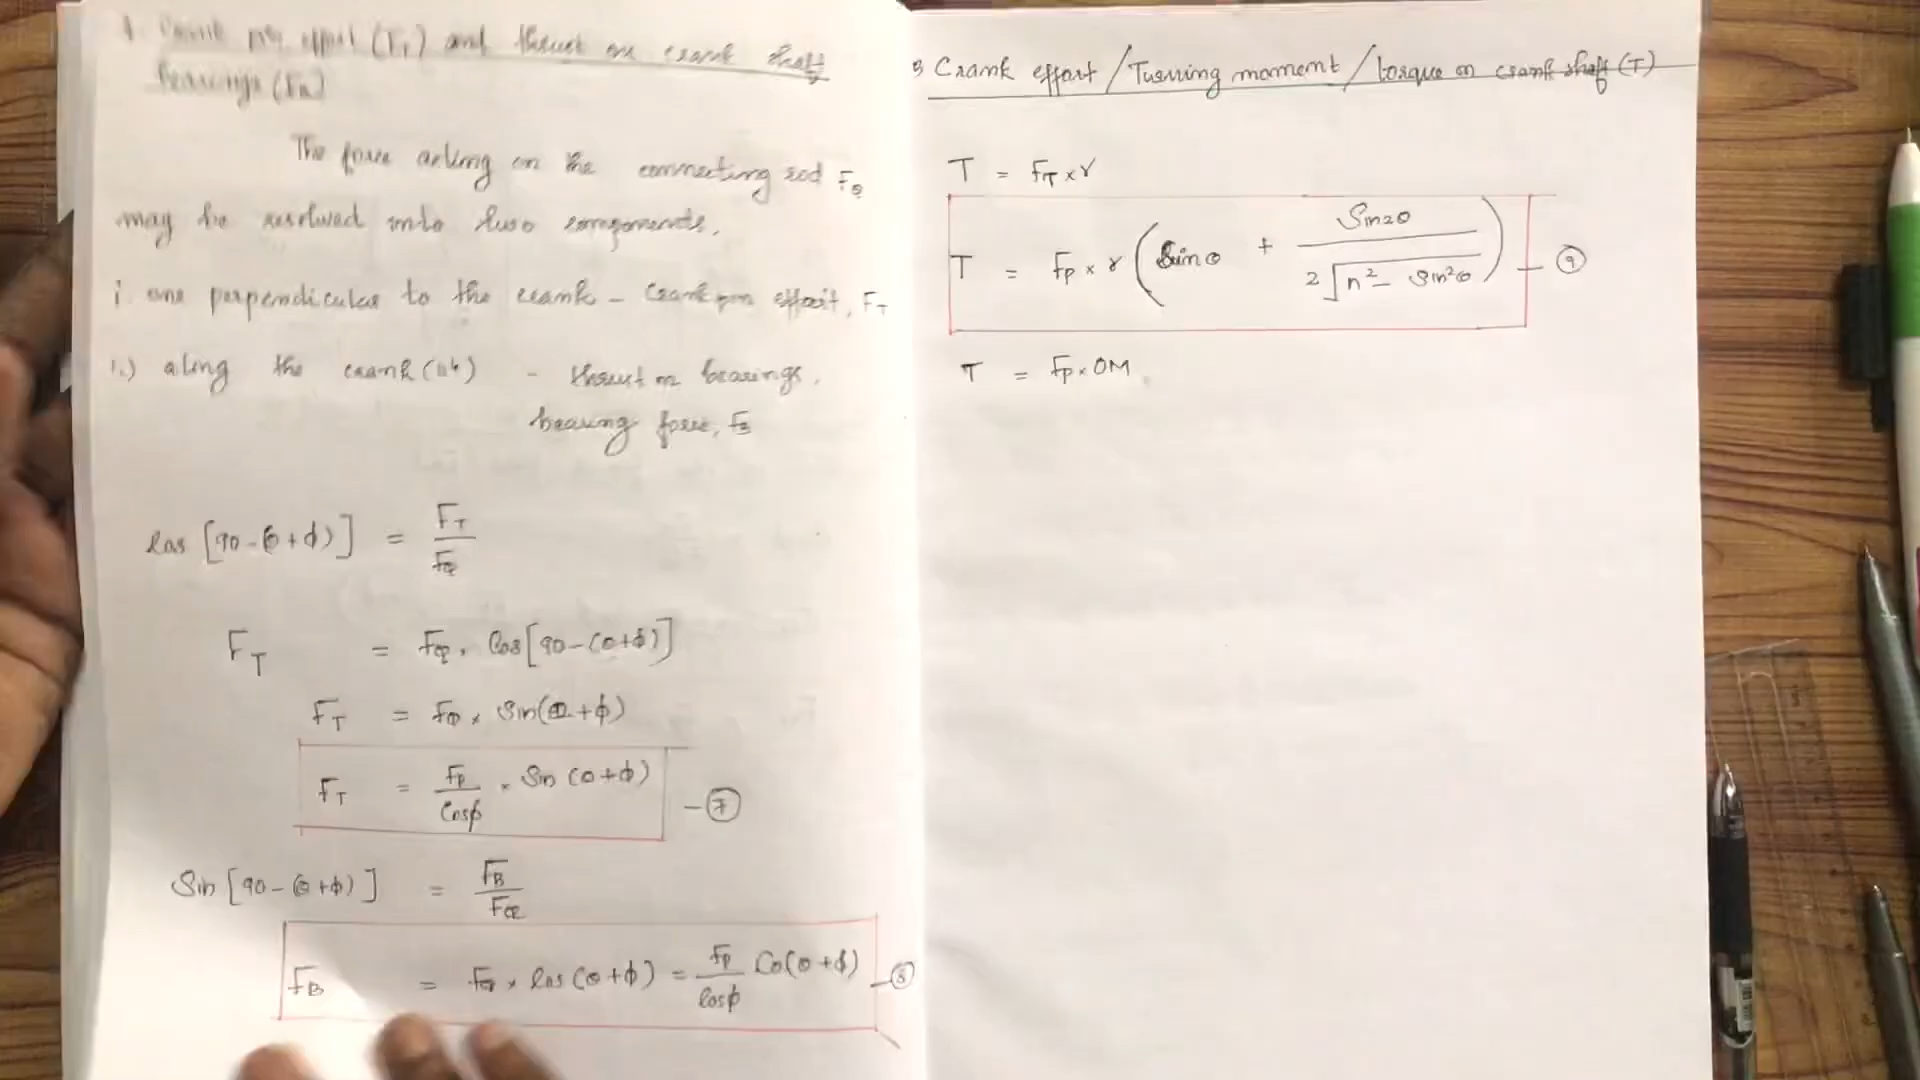 4. Crank pin effort (FT) and thrust on crank shaft
bearings (FB)
The force acting on the connecting rod FQ
may be resolved into two components,
i. one perpendicular to the crank - Crank pin effort, FT
ii) along the crank - thrust on bearings,
bearing force, FB
Cos [90 - (θ+φ)] = FT / FQ
FT = FQ × Cos[90-(θ+φ)]
FT = FQ × Sin(θ+φ)
FT = Fp / Cosφ × Sin (θ+φ) - 7
Sin [90 - (θ+φ)] = FB / FQ
FB = FQ × Cos (θ+φ) = Fp / Cosφ Co(θ+φ) - 8
5 Crank effort / Turning moment / torque on crank shaft (T)
T = FT × r
T = Fp × r ( Sinθ + Sin2θ / 2√n² - Sin²θ ) - 9
T = Fp × OM